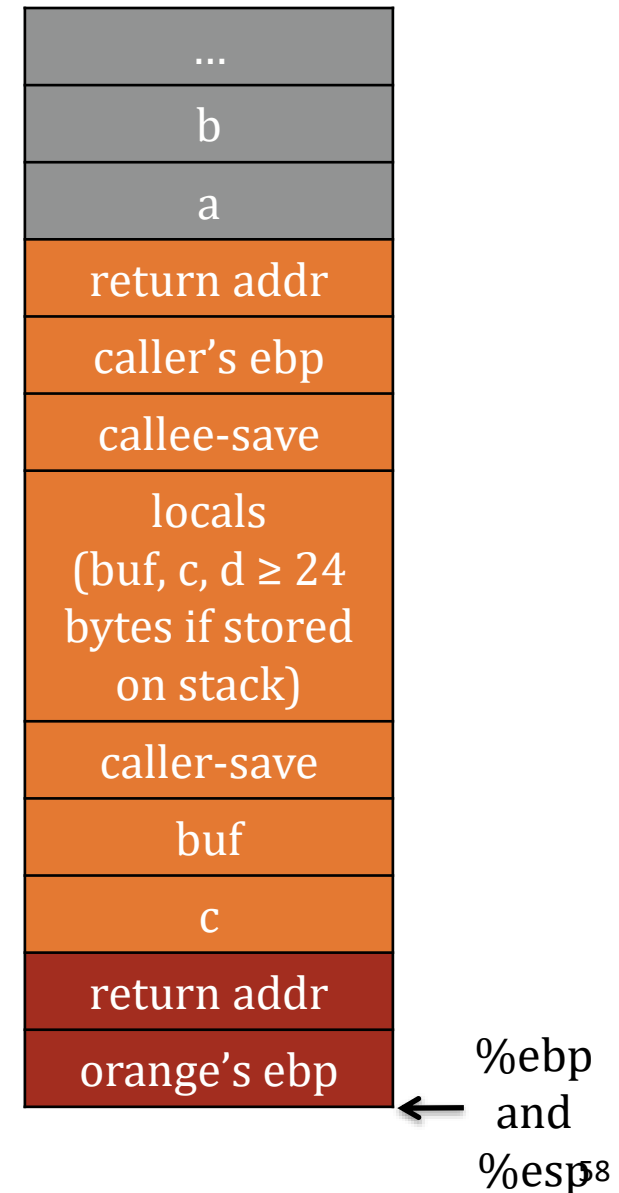 …
b
a
return addr
caller’s ebp
callee-save
locals
(buf, c, d ≥ 24
bytes if stored
on stack)
caller-save
buf
c
return addr
orange’s ebp
%ebp
and
%esp
58